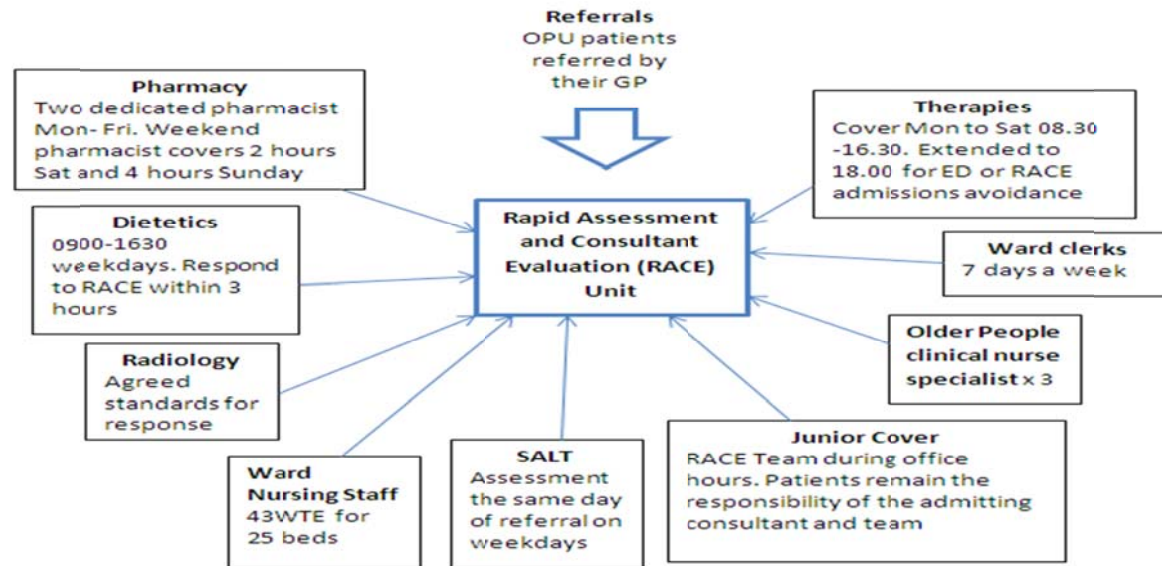 Referrals
OPU patients
referred by
their GP
Pharmacy
Two dedicated pharmacist
Mon- Fri. Weekend
pharmacist covers 2 hours
Sat and 4 hours Sunday
Therapies
Cover Mon to Sat 08.30
-16.30. Extended to
18.00 for ED or RACE
admissions avoidance
Dietetics
0900-1630
weekdays. Respond
to RACE within 3
hours
Rapid Assessment
and Consultant
Evaluation (RACE)
Unit
Ward clerks
7 days a week
Radiology
Agreed
standards for
response
Older People
clinical nurse
specialist x 3
Ward
Nursing Staff
43WTE for
25 beds
SALT
Assessment
the same day
of referral on
weekdays
Junior Cover
RACE Team during office
hours. Patients remain the
responsibility of the admitting
consultant and team